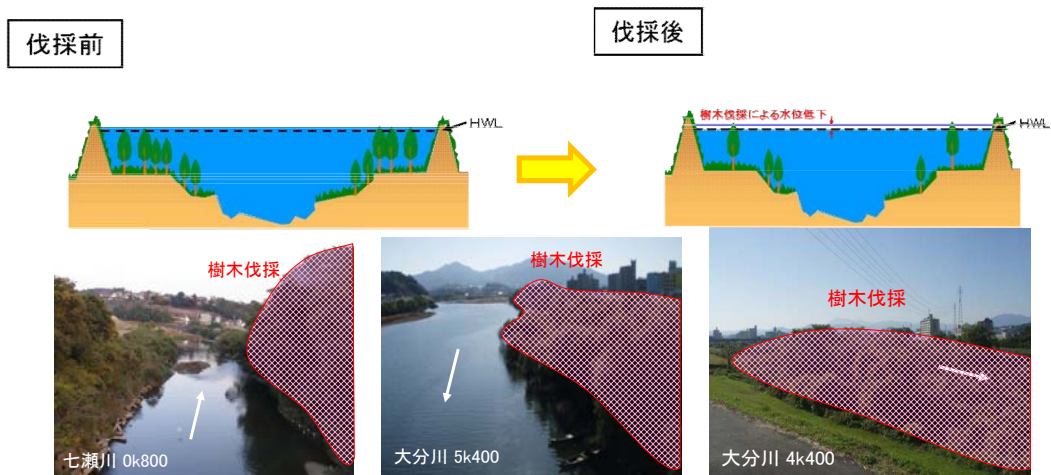 伐採前
伐採後
HWL
樹木伐採による水位低下
HWL
樹木伐採
樹木伐採
樹木伐採
七瀬川 0k800
大分川 5k400
大分川 4k400